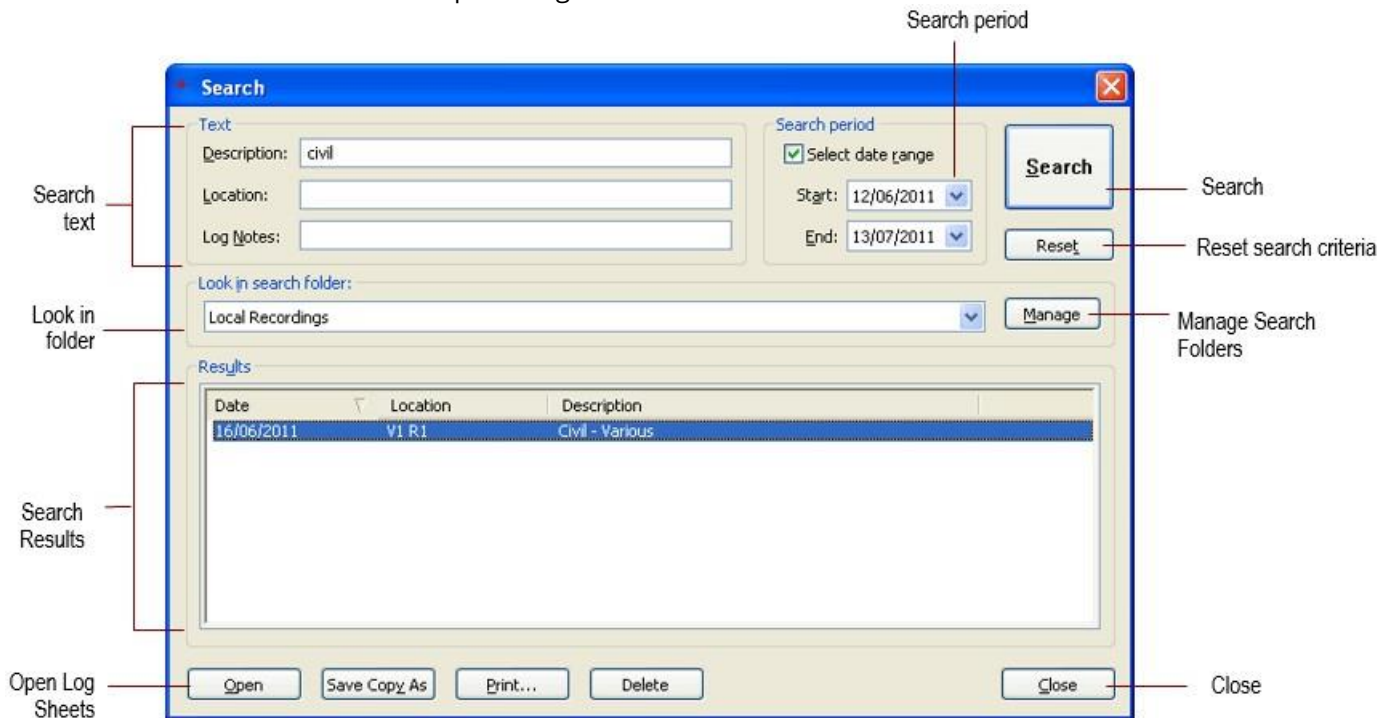 Search period
Search
Text
Description: civil
Location:
Log Notes:
Search period
Select date range
Start: 12/06/2011
End: 13/07/2011
Search
Reset
Look in search folder:
Local Recordings
Manage
Results
Date Location Description
16/06/2011 V1 R1 Civil - Various
Open Save Copy As Print... Delete Close
Search
text
Look in
folder
Search
Results
Open Log
Sheets
Search
Reset search criteria
Manage Search
Folders
Close